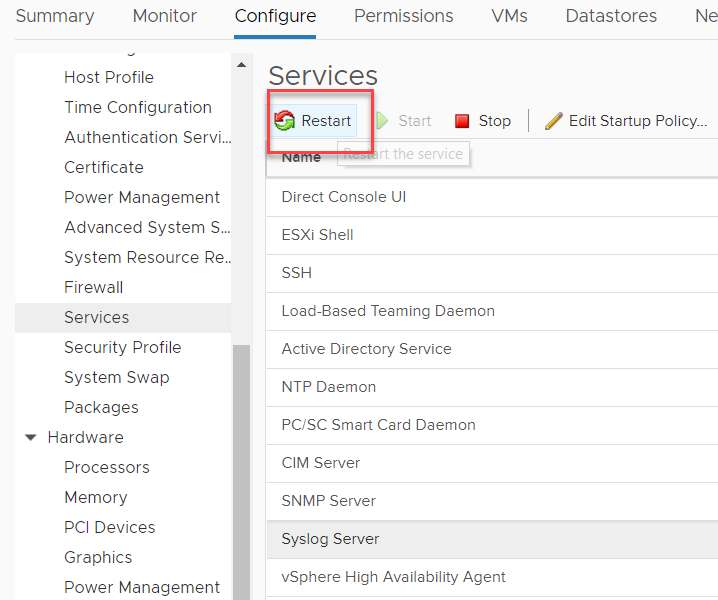 Summary Monitor Configure Permissions VMs Datastores Ne
Host Profile
Time Configuration
Authentication Servi...
Certificate
Power Management
Advanced System S...
System Resource Re...
Firewall
Services
Security Profile
System Swap
Packages
Hardware
Processors
Memory
PCI Devices
Graphics
Power Management
Services
Restart Start Stop Edit Startup Policy...
Name Restart the service
Direct Console UI
ESXi Shell
SSH
Load-Based Teaming Daemon
Active Directory Service
NTP Daemon
PC/SC Smart Card Daemon
CIM Server
SNMP Server
Syslog Server
vSphere High Availability Agent